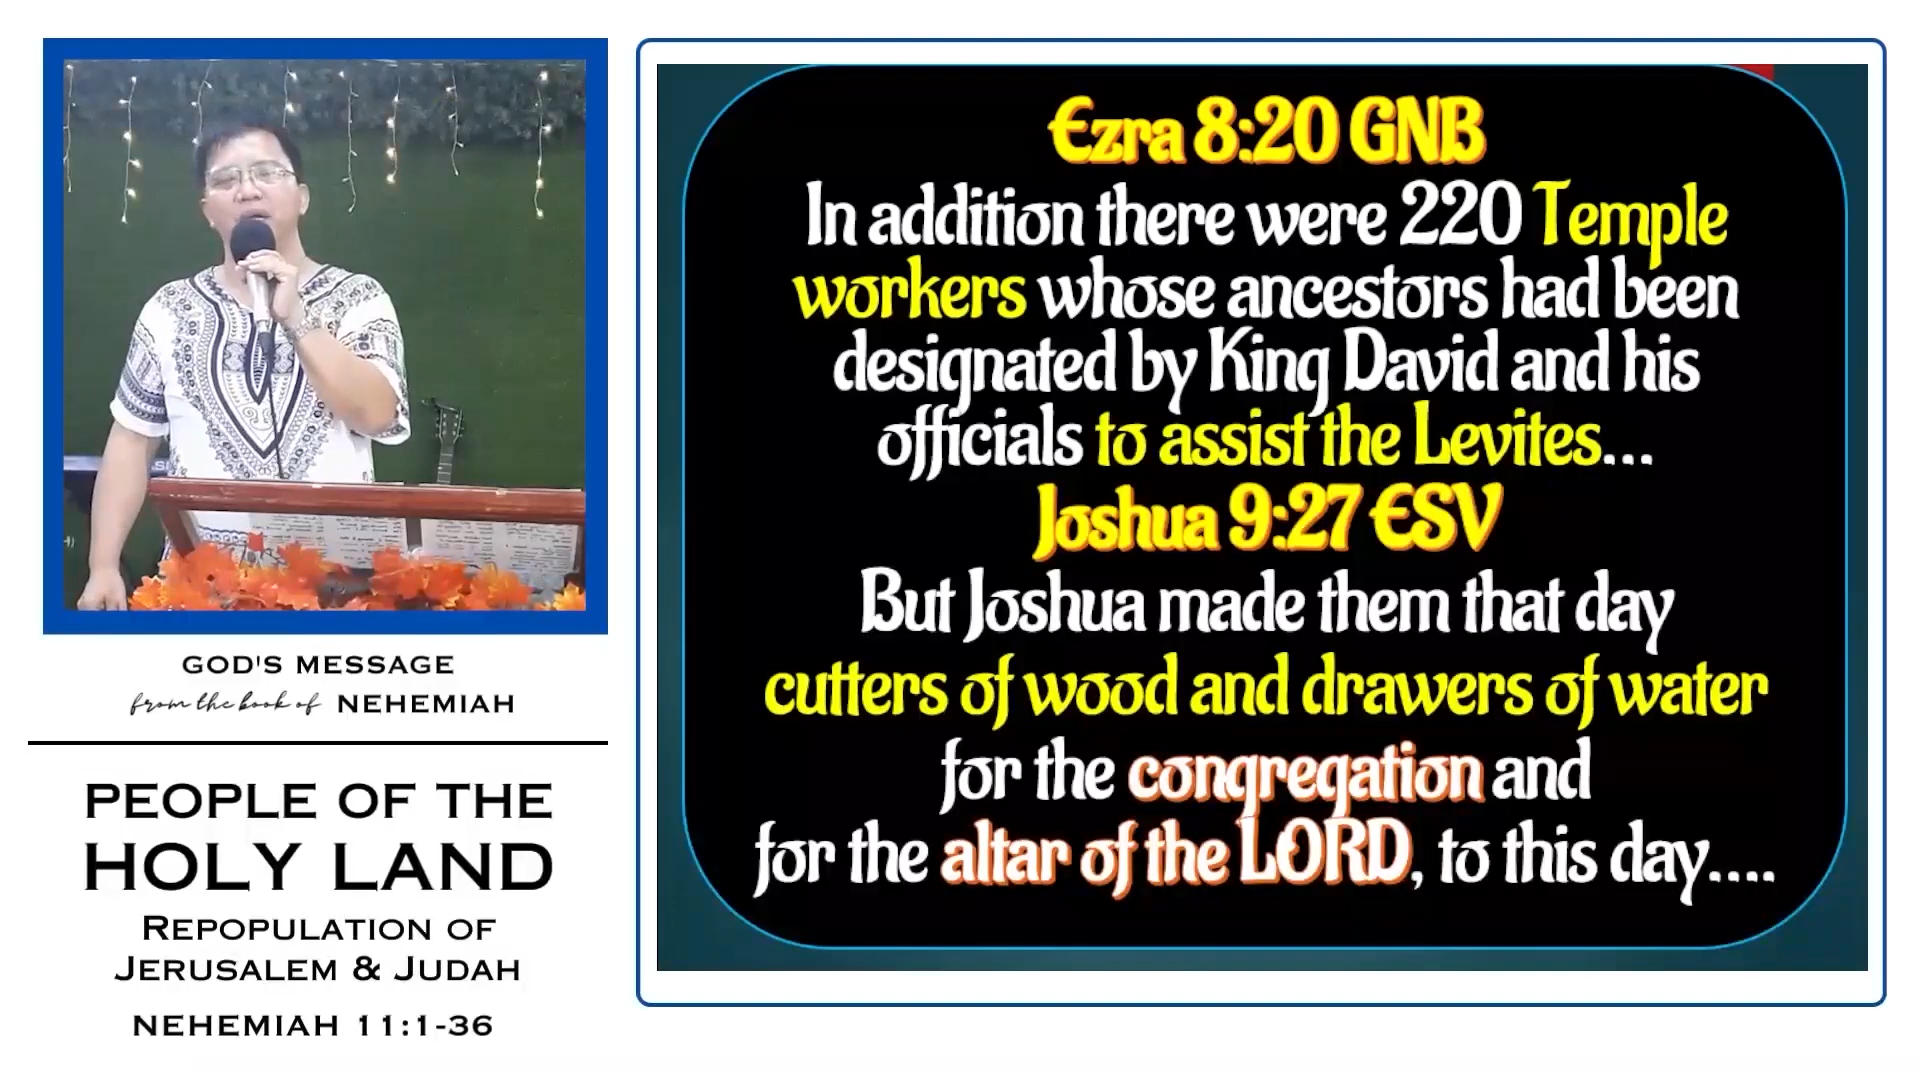 GOD'S MESSAGE
from the book of NEHEMIAH
PEOPLE OF THE
HOLY LAND
REPOPULATION OF
JERUSALEM & JUDAH
NEHEMIAH 11:1-36
Ezra 8:20 GNB
In addition there were 220 Temple
workers whose ancestors had been
designated by King David and his
officials to assist the Levites...
Joshua 9:27 ESV
But Joshua made them that day
cutters of wood and drawers of water
for the congregation and
for the altar of the LORD, to this day....